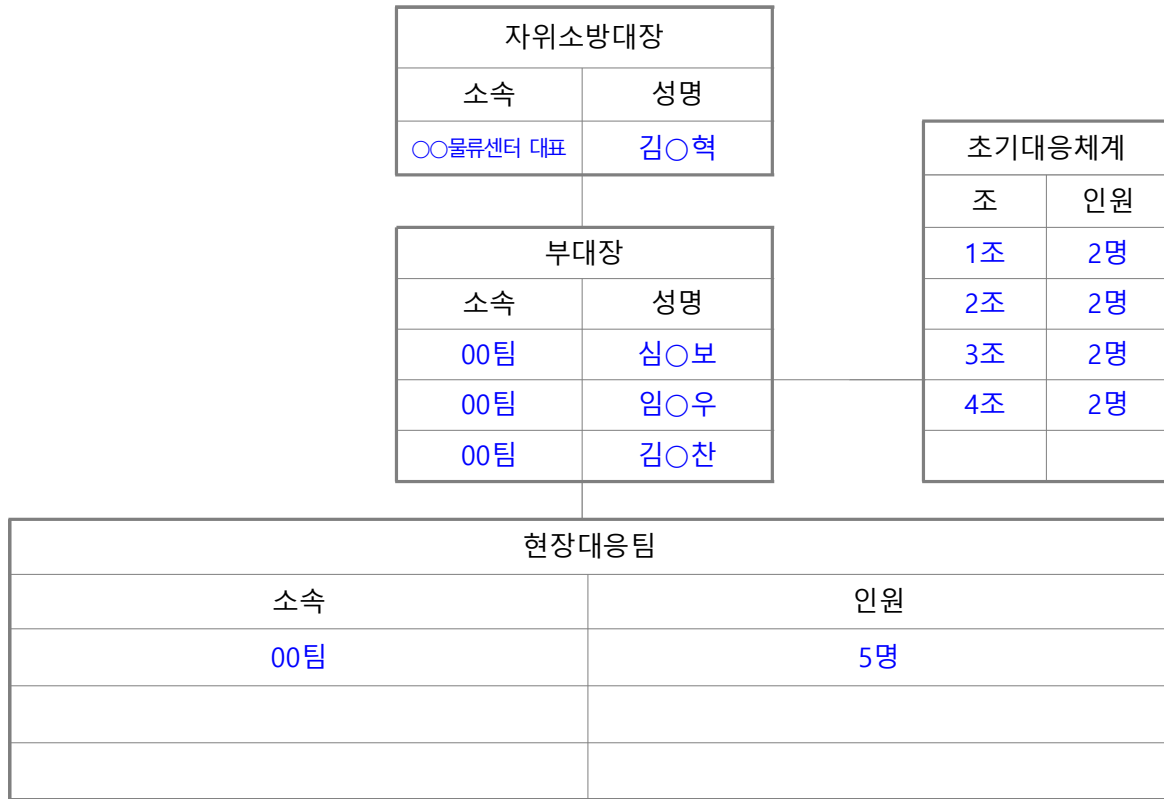 자위소방대장
소속 성명
○○물류센터 대표 김○혁
부대장
소속 성명
00팀 심○보
00팀 임○우
00팀 김○찬
초기대응체계
조 인원
1조 2명
2조 2명
3조 2명
4조 2명
현장대응팀
소속 인원
00팀 5명